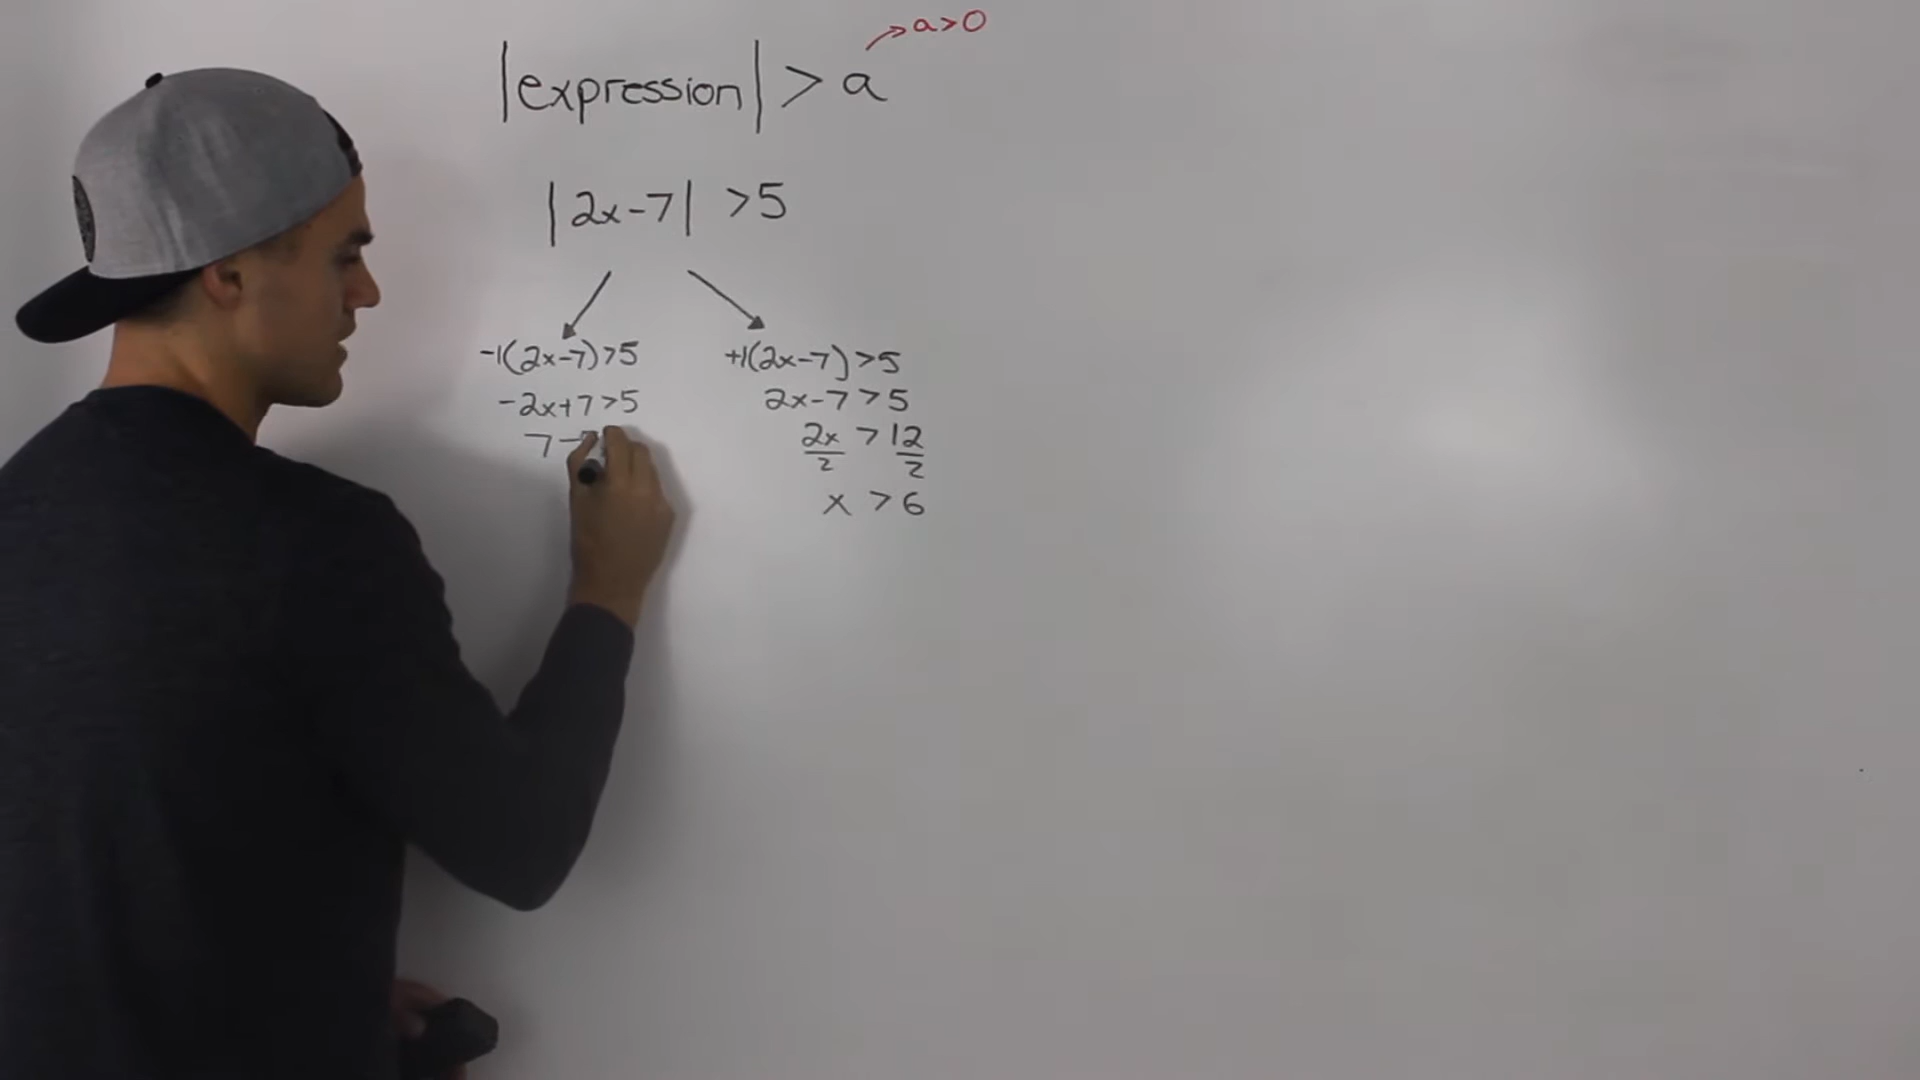 a>0
|expression| > a
|2x-7| >5
-1(2x-7)>5
-2x+7>5
7-
+1(2x-7)>5
2x-7>5
2x/2 > 12/2
x > 6